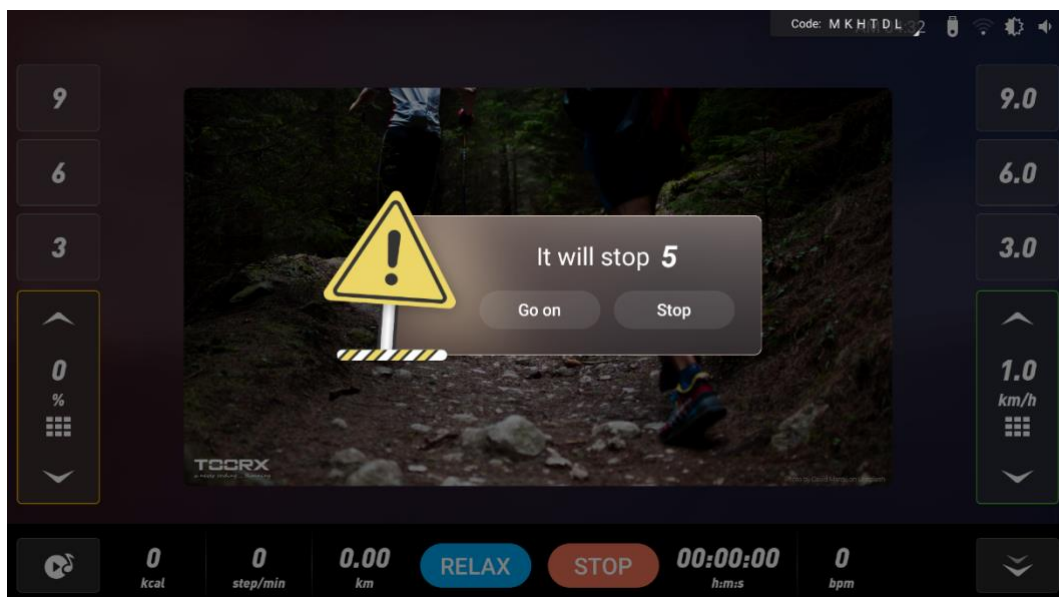 Code: M K H T D L
9
6
3
0
%
It will stop 5
Go on
Stop
TOORX
9.0
6.0
3.0
1.0
km/h
0
kcal
0
step/min
0.00
km
RELAX
STOP
00:00:00
h:m:s
0
bpm